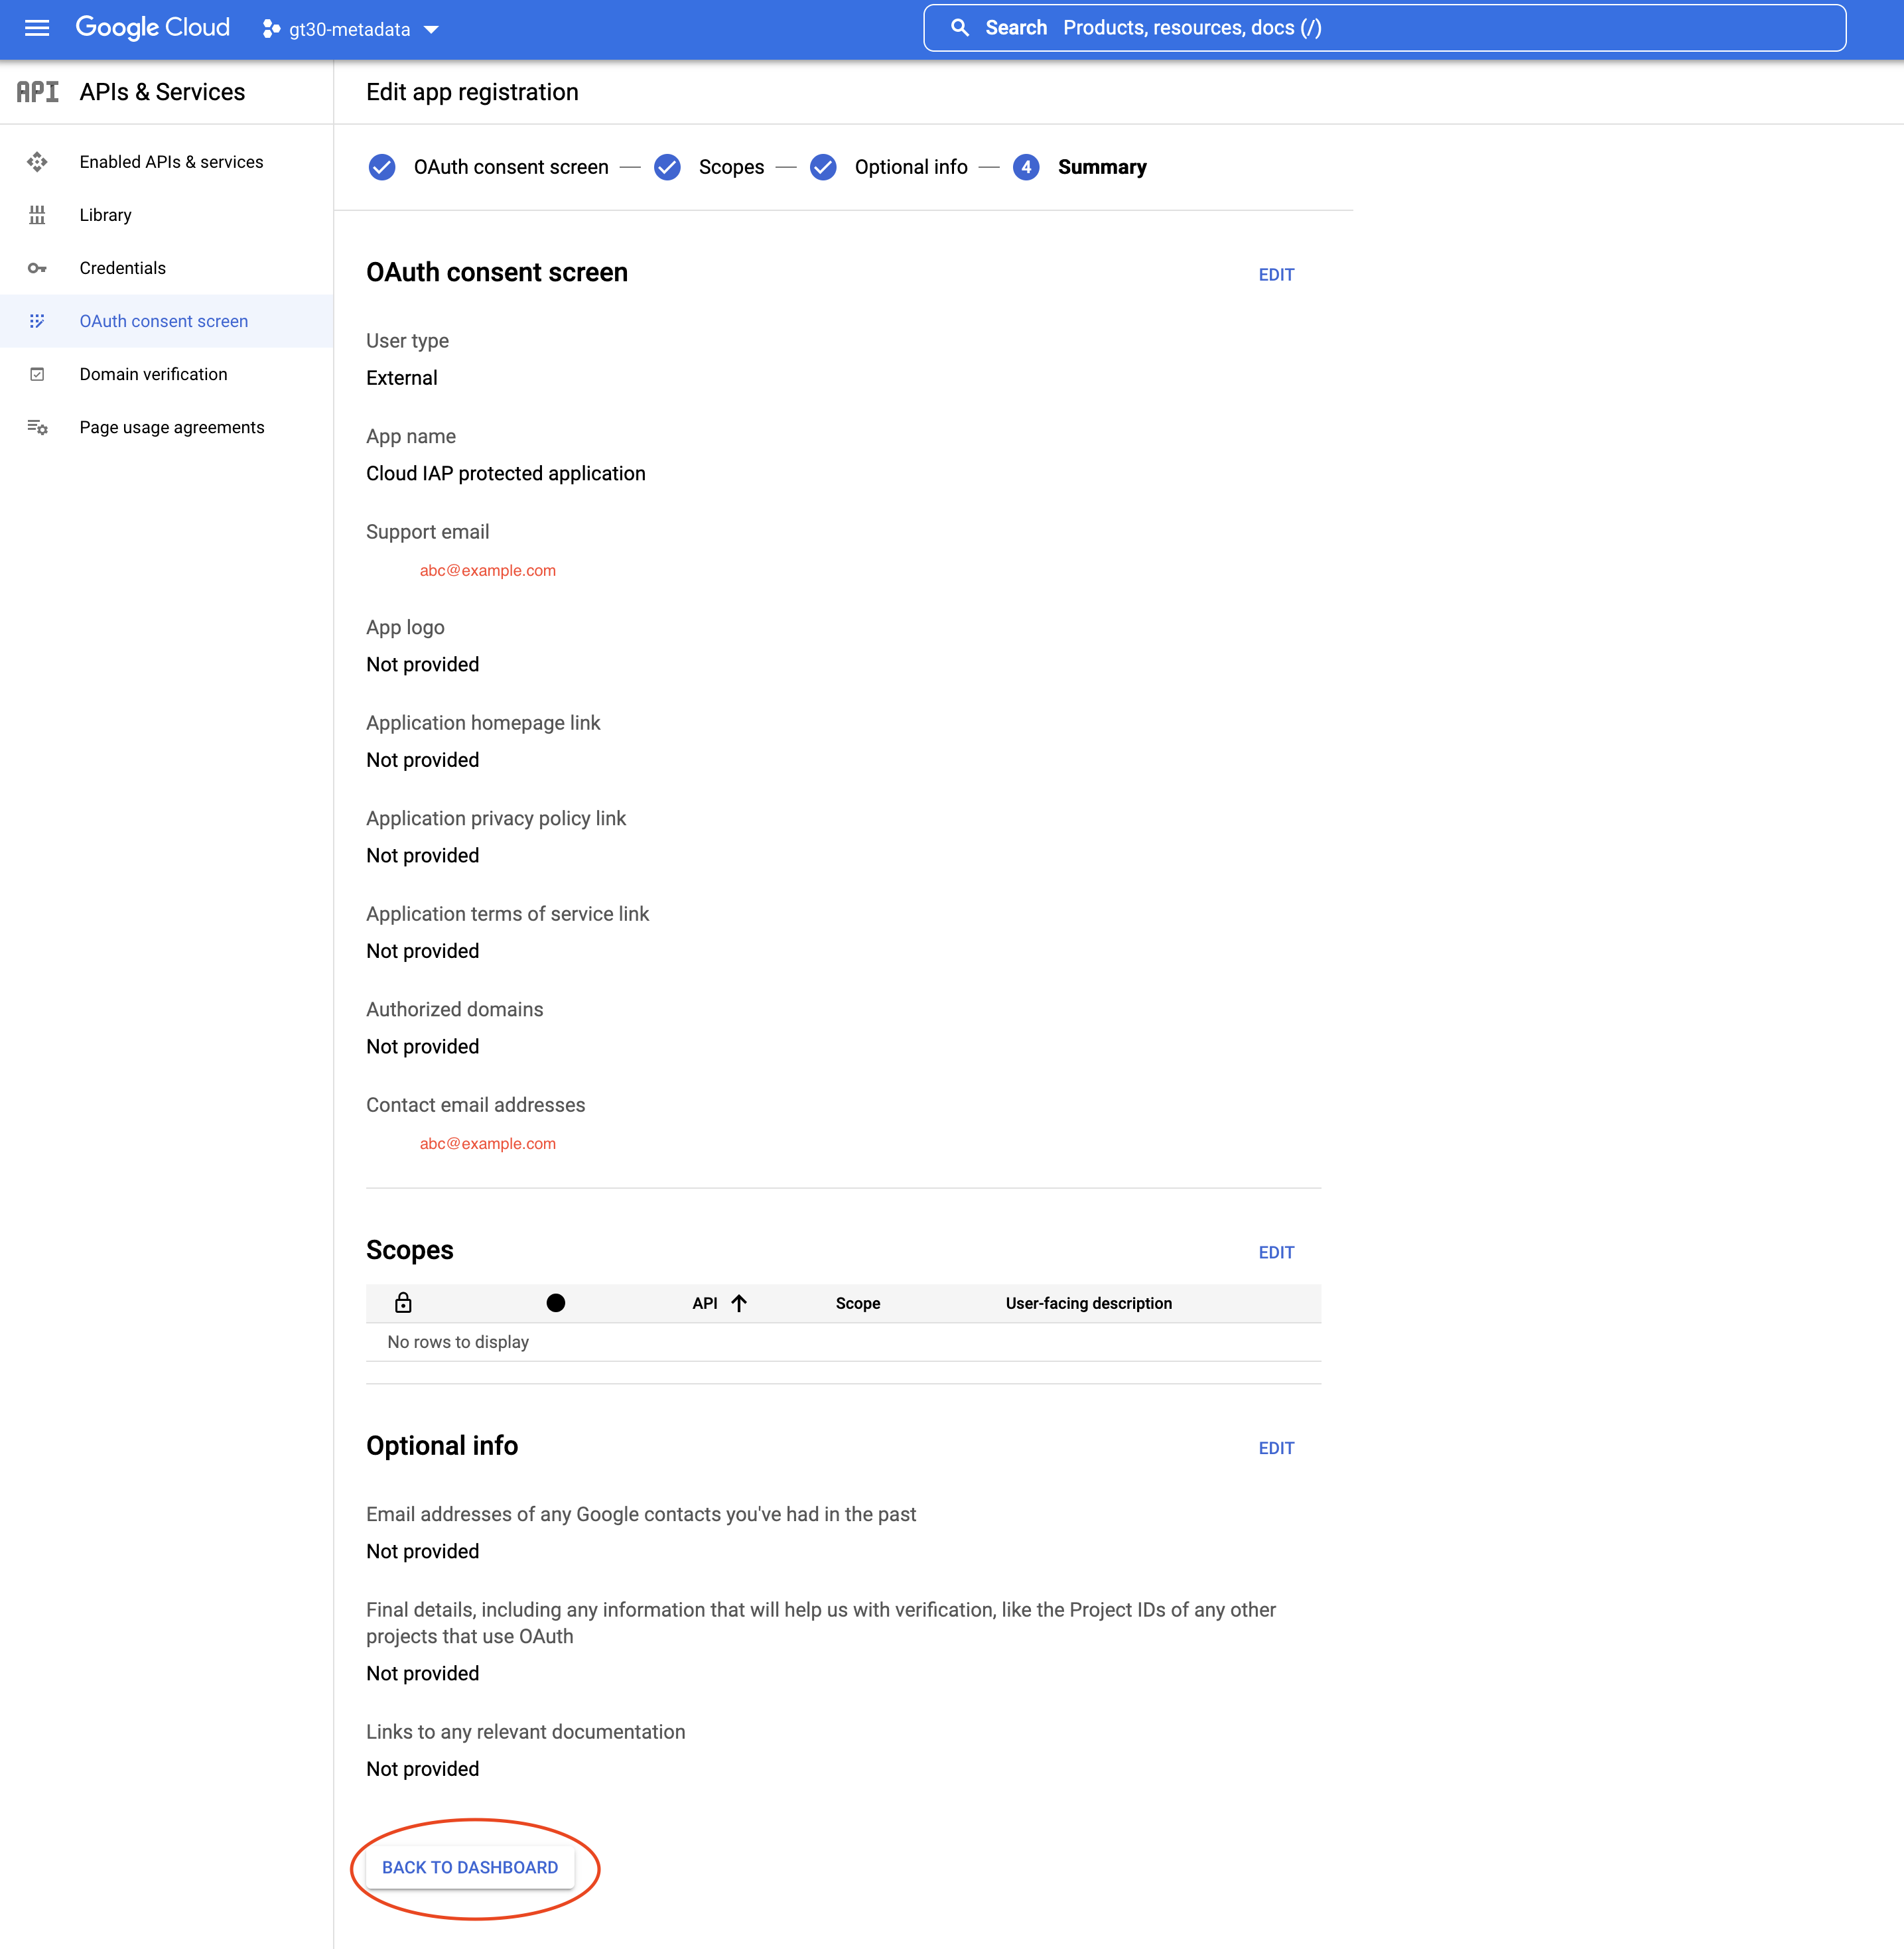 Google Cloud
gt30-metadata
Search Products, resources, docs (/)
API
APIs & Services
Edit app registration
Enabled APIs & services
Library
Credentials
OAuth consent screen
Domain verification
Page usage agreements
OAuth consent screen — Scopes — Optional info — 4 Summary
OAuth consent screen
EDIT
User type
External
App name
Cloud IAP protected application
Support email
abc@example.com
App logo
Not provided
Application homepage link
Not provided
Application privacy policy link
Not provided
Application terms of service link
Not provided
Authorized domains
Not provided
Contact email addresses
abc@example.com
Scopes
EDIT
API Scope User-facing description
No rows to display
Optional info
EDIT
Email addresses of any Google contacts you've had in the past
Not provided
Final details, including any information that will help us with verification, like the Project IDs of any other
projects that use OAuth
Not provided
Links to any relevant documentation
Not provided
BACK TO DASHBOARD